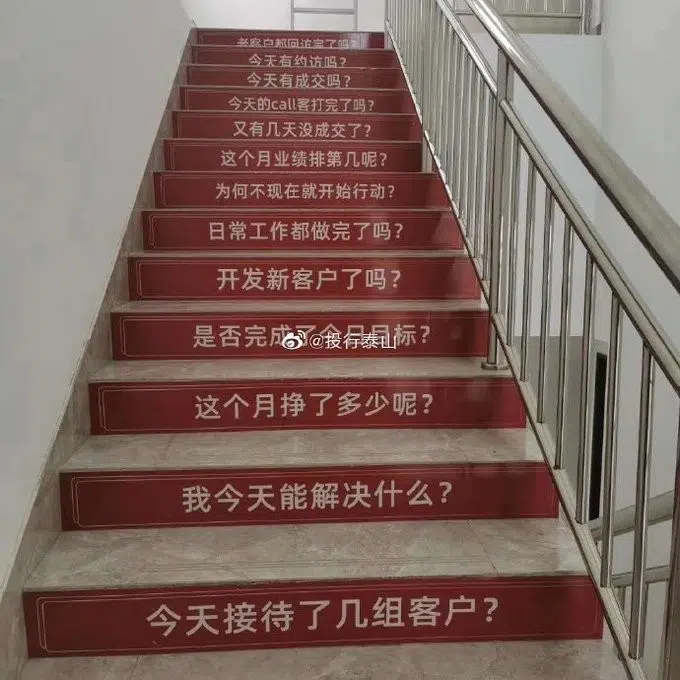 老客户都回访完了吗?
今天有约访吗?
今天有成交吗?
今天的call客打完了吗?
又有几天没成交了?
这个月业绩排第几呢?
为何不现在就开始行动?
日常工作都做完了吗?
开发新客户了吗?
是否完成了今月目标?
@投行泰山
这个月挣了多少呢?
我今天能解决什么?
今天接待了几组客户?